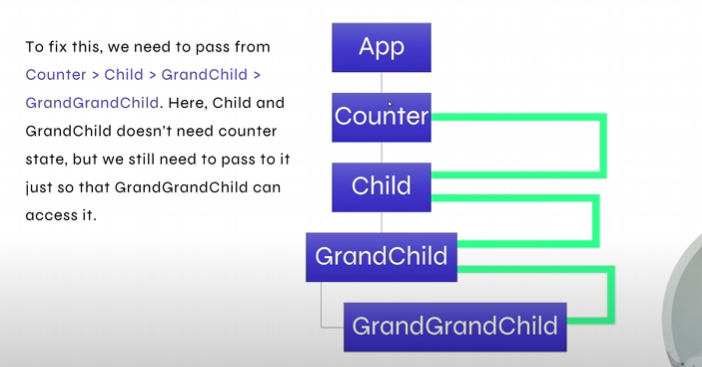 To fix this, we need to pass from
Counter > Child > GrandChild >
GrandGrandChild. Here, Child and
GrandChild doesn't need counter
state, but we still need to pass to it
just so that GrandGrandChild can
access it.
App
Counter
Child
GrandChild
GrandGrandChild